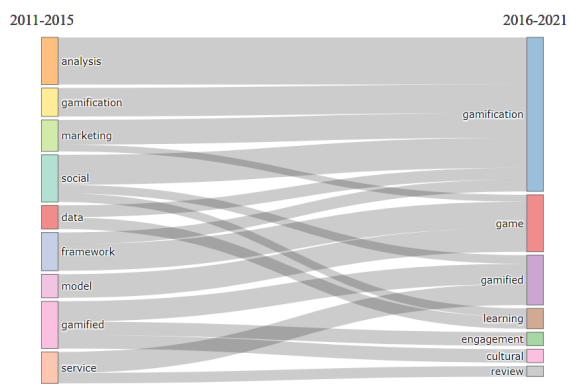 2011-2015
2016-2021
analysis
gamification
marketing
social
data
framework
model
gamified
service
gamification
game
gamified
learning
engagement
cultural
review